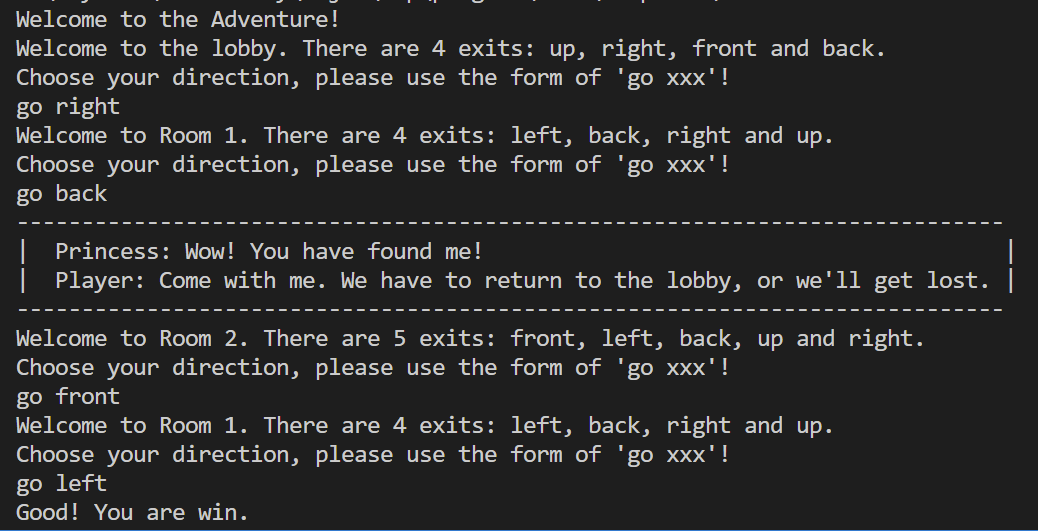 Welcome to the Adventure!
Welcome to the lobby. There are 4 exits: up, right, front and back.
Choose your direction, please use the form of 'go xxx'!
go right
Welcome to Room 1. There are 4 exits: left, back, right and up.
Choose your direction, please use the form of 'go xxx'!
go back
----------------------------------------------------------------------------
|  Princess: Wow! You have found me!                                        |
|  Player: Come with me. We have to return to the lobby, or we'll get lost. |
----------------------------------------------------------------------------
Welcome to Room 2. There are 5 exits: front, left, back, up and right.
Choose your direction, please use the form of 'go xxx'!
go front
Welcome to Room 1. There are 4 exits: left, back, right and up.
Choose your direction, please use the form of 'go xxx'!
go left
Good! You are win.